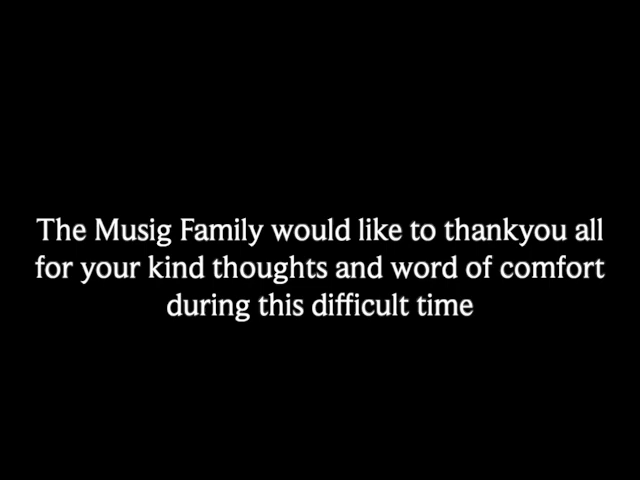 The Musig Family would like to thankyou all
for your kind thoughts and word of comfort
during this difficult time